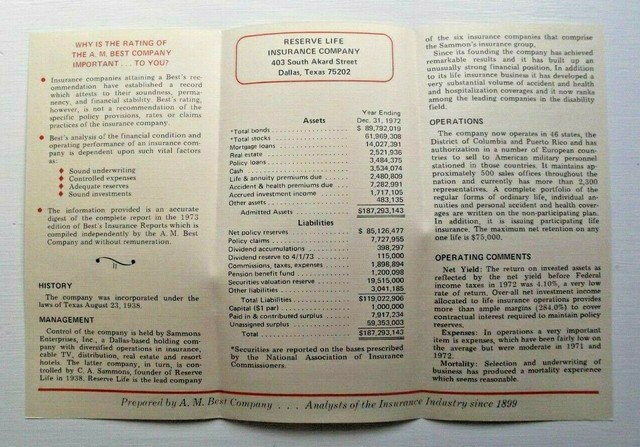 WHY IS THE RATING OF
THE A. M. BEST COMPANY
IMPORTANT . . . TO YOU?
Insurance companies attaining a Best's rec-
ommendation have established a record
which attests to their soundness, perma-
nency, and financial stability. Best's rating,
however, is not a recommendation of the
specific policy provisions, rates or claims
practices of the insurance company.
Best's analysis of the financial condition and
operating performance of an insurance com-
pany is dependent upon such vital factors
as:
Sound underwriting
Controlled expenses
Adequate reserves
Sound investments
The information provided is an accurate
digest of the complete report in the 1973
edition of Best's Insurance Reports which is
compiled independently by the A. M. Best
Company and without remuneration.
HISTORY
The company was incorporated under the
laws of Texas August 23, 1938.
MANAGEMENT
Control of the company is held by Sammons
Enterprises, Inc., a Dallas-based holding com-
pany with diversified operations in insurance,
cable TV, distribution, real estate and resort
hotels. The latter company, in turn, is con-
trolled by C. A. Sammons, founder of Reserve
Life in 1938. Reserve Life is the lead company
RESERVE LIFE
INSURANCE COMPANY
403 South Akard Street
Dallas, Texas 75202
Year Ending
Assets Dec. 31, 1972
*Total bonds $ 89,792,019
*Total stocks 61,969,308
Mortgage loans 14,027,391
Real estate 2,521,936
Policy loans 3,484,375
Cash 3,534,074
Life & annuity premiums due 2,480,809
Accident & health premiums due 7,282,991
Accrued investment income 1,717,105
Other assets 483,135
Admitted Assets $187,293,143
Liabilities
Net policy reserves $ 85,126,477
Policy claims 7,727,955
Dividend accumulations 398,297
Dividend reserve to 4/1/73 115,000
Commissions, taxes, expenses 1,898,894
Pension benefit fund 1,200,098
Securities valuation reserve 19,515,000
Other liabilities 3,041,185
Total Liabilities $119,022,906
Capital ($1 par) 1,000,000
Paid in & contributed surplus 7,917,234
Unassigned surplus 59,353,003
Total $187,293,143
*Securities are reported on the bases prescribed
by the National Association of Insurance
Commissioners.
of the six insurance companies that comprise
the Sammon's insurance group.
Since its founding the company has achieved
remarkable results and it has built up an
unusually strong financial position. In addition
to its life insurance business it has developed a
very substantial volume of accident and health
and hospitalization coverages and it now ranks
among the leading companies in the disability
field.
OPERATIONS
The company now operates in 46 states, the
District of Columbia and Puerto Rico and has
authorization in a number of European coun-
tries to sell to American military personnel
stationed in those countries. It maintains ap-
proximately 500 sales offices throughout the
nation and currently has more than 2,300
representatives. A complete portfolio of the
regular forms of ordinary life, individual an-
nuities and personal accident and health cover-
ages are written on the non-participating plan.
In addition, it is issuing participating life
insurance. The maximum net retention on any
one life is $75,000.
OPERATING COMMENTS
Net Yield: The return on invested assets as
reflected by the net yield before Federal
income taxes in 1972 was 4.10%, a very low
rate of return. Over-all net investment income
allocated to life insurance operations provides
more than ample margins (284.0%) to cover
contractual interest required to maintain policy
reserves.
Expenses: In operations a very important
item is expenses, which have been fairly low on
the average but were moderate in 1971 and
1972.
Mortality: Selection and underwriting of
business has produced a mortality experience
which seems reasonable.
Prepared by A. M. Best Company . . . Analysts of the Insurance Industry since 1899